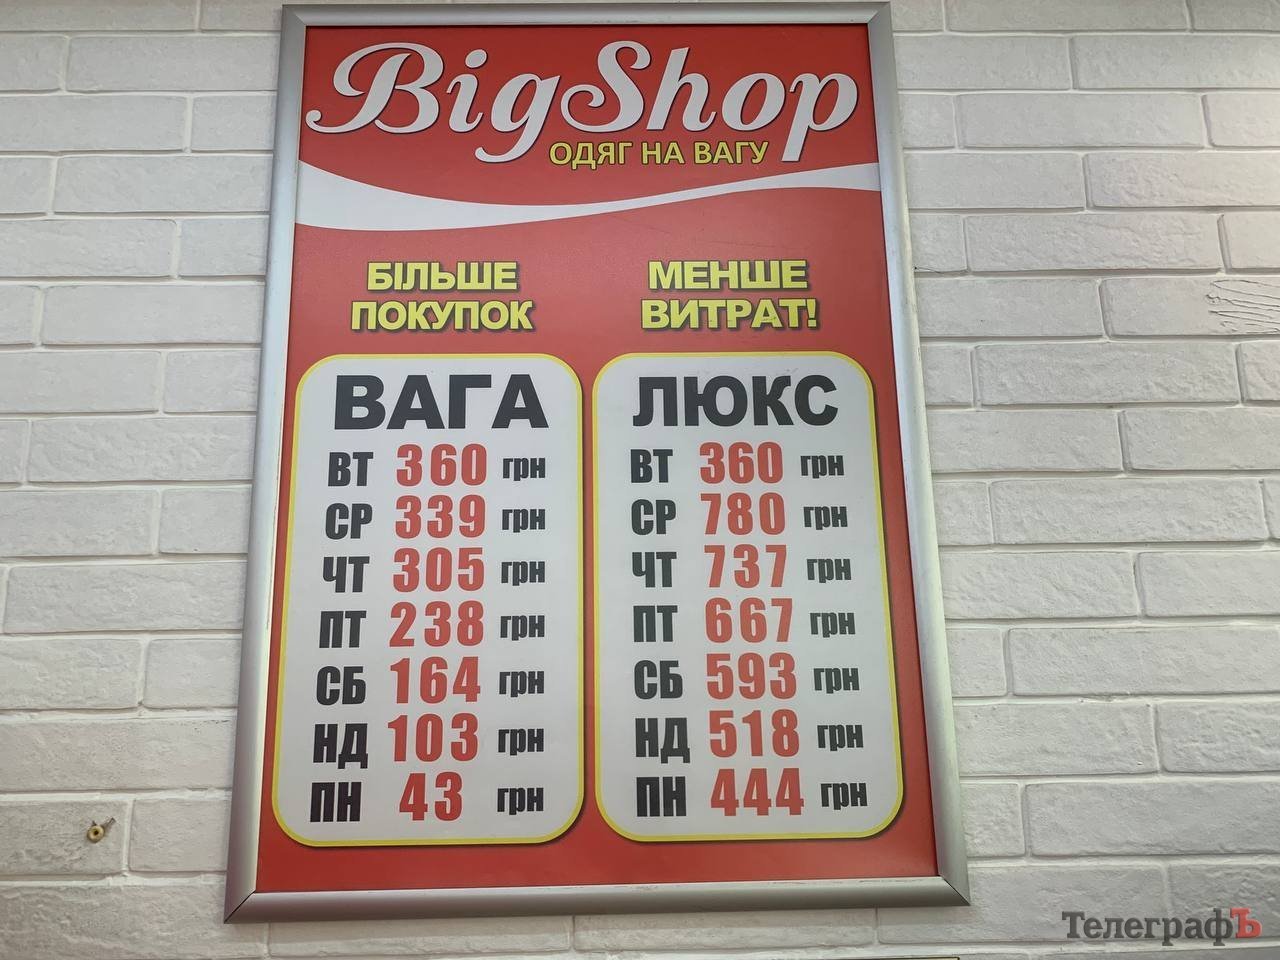 BigShop
ОДЯГ НА ВАГУ
БІЛЬШЕ
ПОКУПОК
МЕНШЕ
ВИТРАТ!
ВАГА
ВТ 360 грн
СР 339 грн
ЧТ 305 грн
ПТ 238 грн
СБ 164 грн
НД 103 грн
ПН 43 грн
ЛЮКС
ВТ 360 грн
СР 780 грн
ЧТ 737 грн
ПТ 667 грн
СБ 593 грн
НД 518 грн
ПН 444 грн
ТелеграфЪ